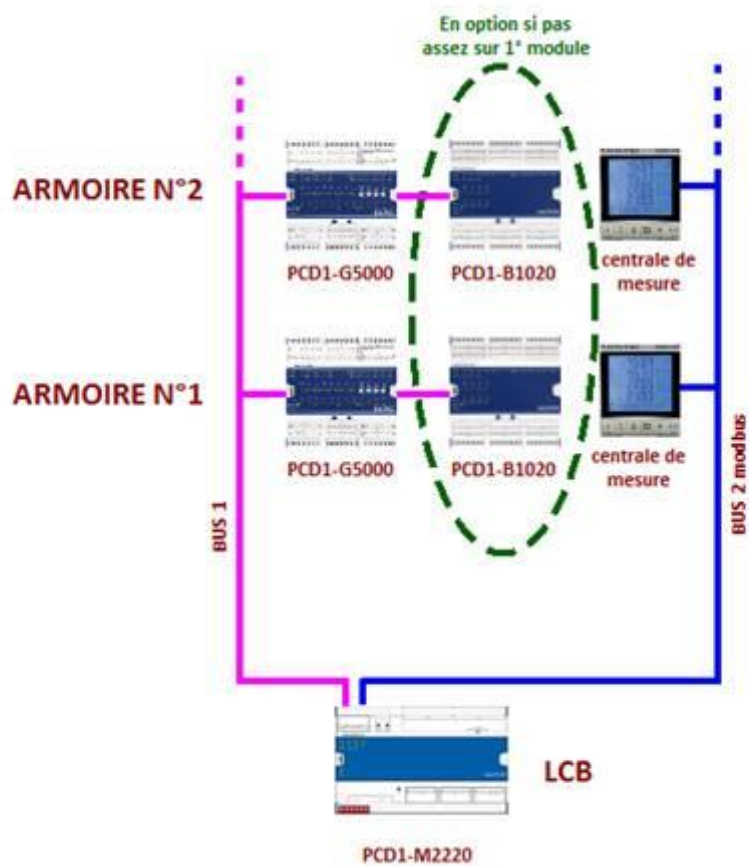 En option si pas
assez sur 1° module
ARMOIRE N°2
PCD1-G5000
PCD1-B1020
centrale de
mesure
ARMOIRE N°1
PCD1-G5000
PCD1-B1020
centrale de
mesure
BUS 1
BUS 2 modbus
LCB
PCD1-M2220